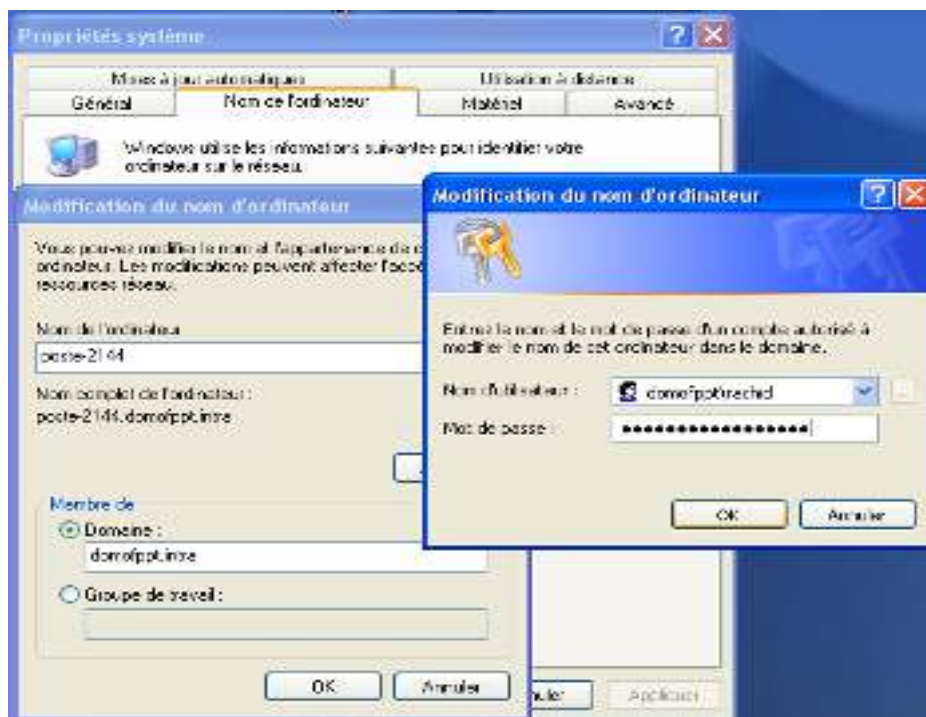 Propriétés système
Mises à jour automatiques
Utilisation à distance
Général
Nom de l'ordinateur
Matériel
Avancé
Windows utilise les informations suivantes pour identifier votre
ordinateur sur le réseau.
Modification du nom d'ordinateur
Vous pouvez modifier le nom et l'appartenance de c
ordinateur. Les modifications peuvent affecter l'accè
ressources réseau.
Nom de l'ordinateur
poste-2144
Nom complet de l'ordinateur :
poste-2144.domofppt.intra
Membre de
Domaine :
domofppt.intra
Groupe de travail :
OK
Annuler
nuler
Appliquer
Modification du nom d'ordinateur
Entrez le nom et le mot de passe d'un compte autorisé à
modifier le nom de cet ordinateur dans le domaine.
Nom d'utilisateur :
domofppt\rachid
Mot de passe :
OK
Annuler